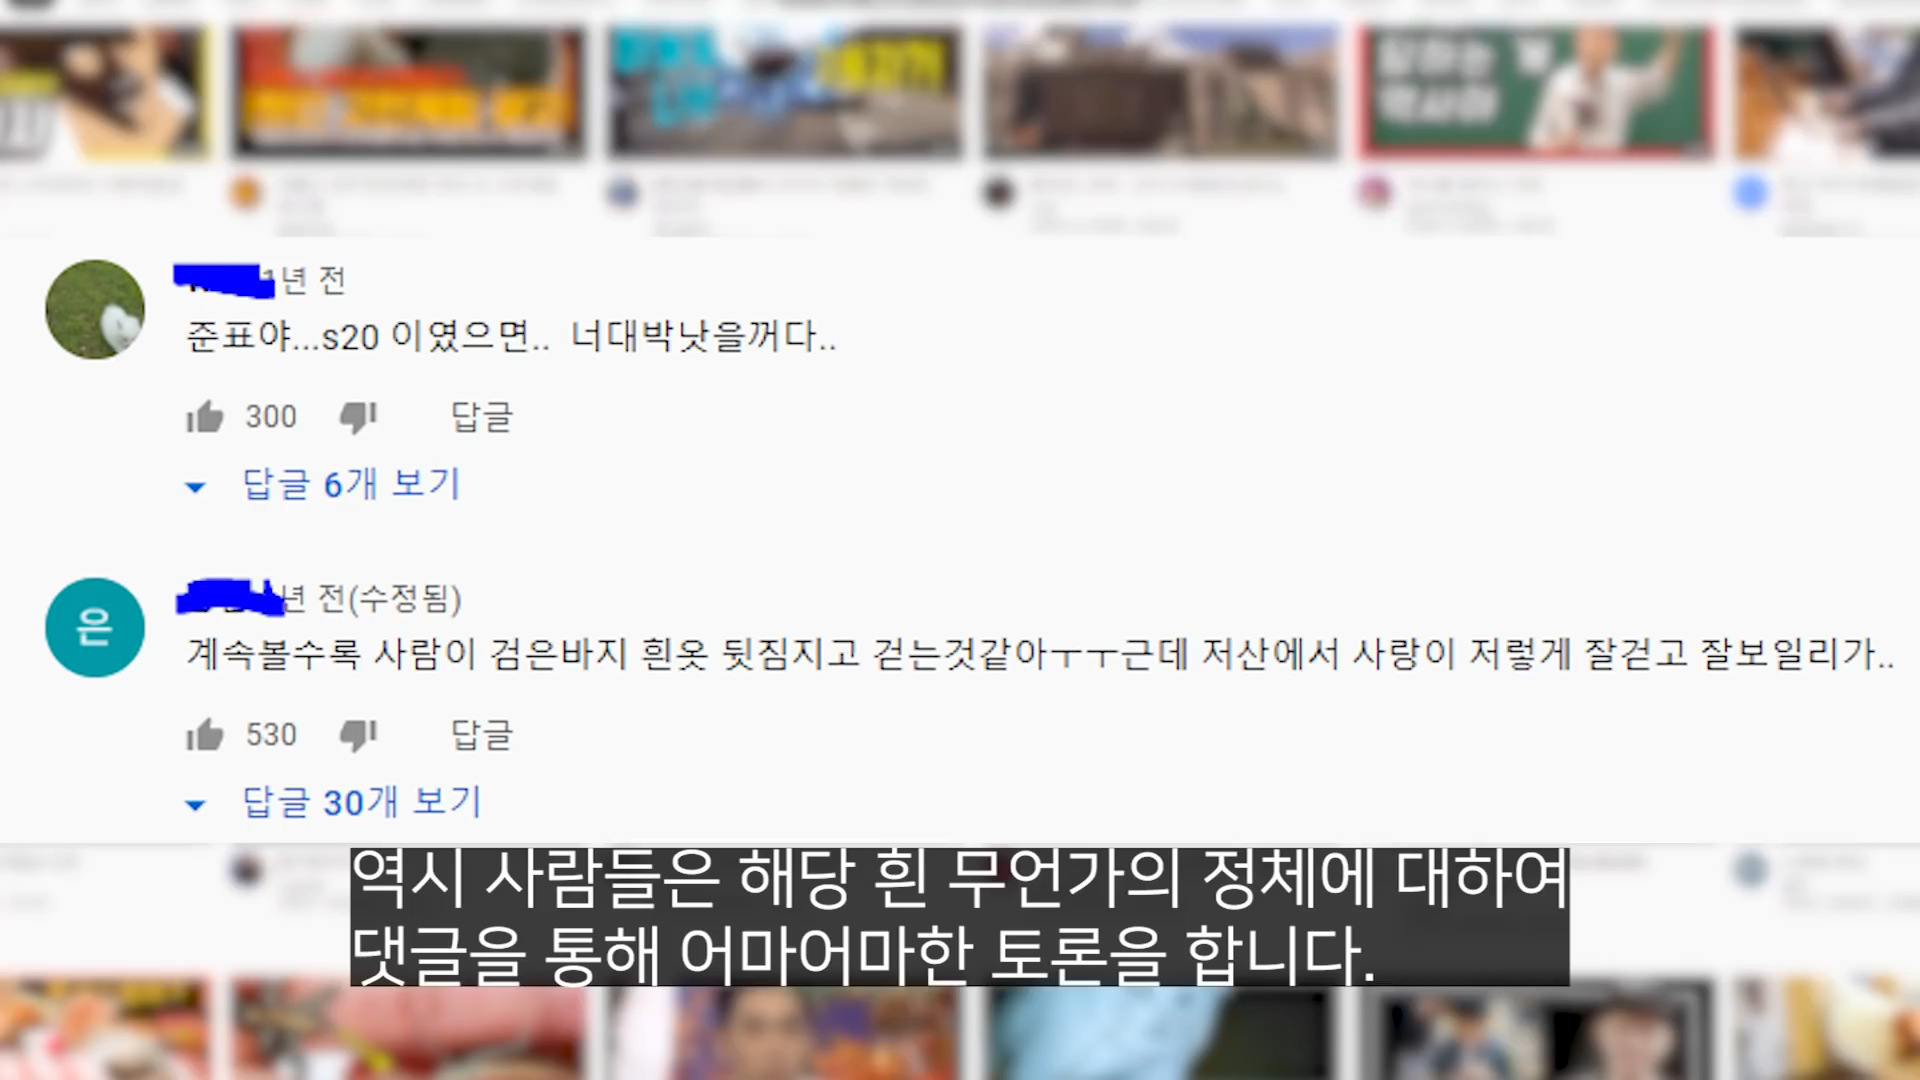 년 전
준표야...s20 이였으면.. 너대박낫을꺼다..
300 답글
답글 6개 보기
은
년 전(수정됨)
계속볼수록 사람이 검은바지 흰옷 뒷짐지고 걷는것같아ㅜㅜ근데 저산에서 사랑이 저렇게 잘걷고 잘보일리가..
530 답글
답글 30개 보기
역시 사람들은 해당 흰 무언가의 정체에 대하여
댓글을 통해 어마어마한 토론을 합니다.